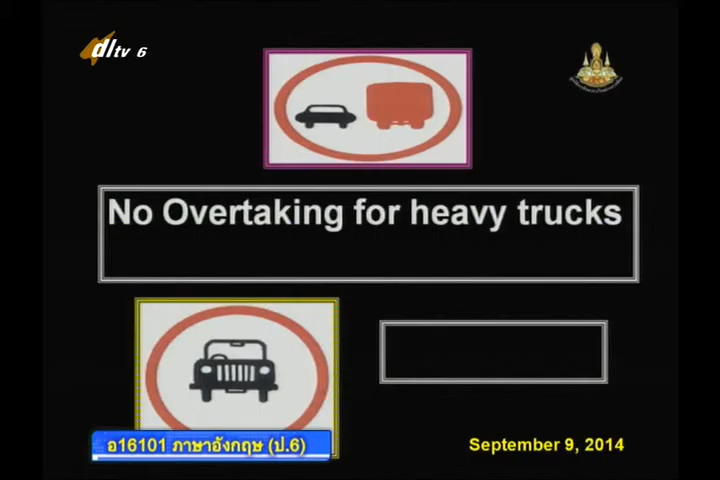 dltv 6
No Overtaking for heavy trucks
อ16101 ภาษาอังกฤษ (ป.6)
September 9, 2014